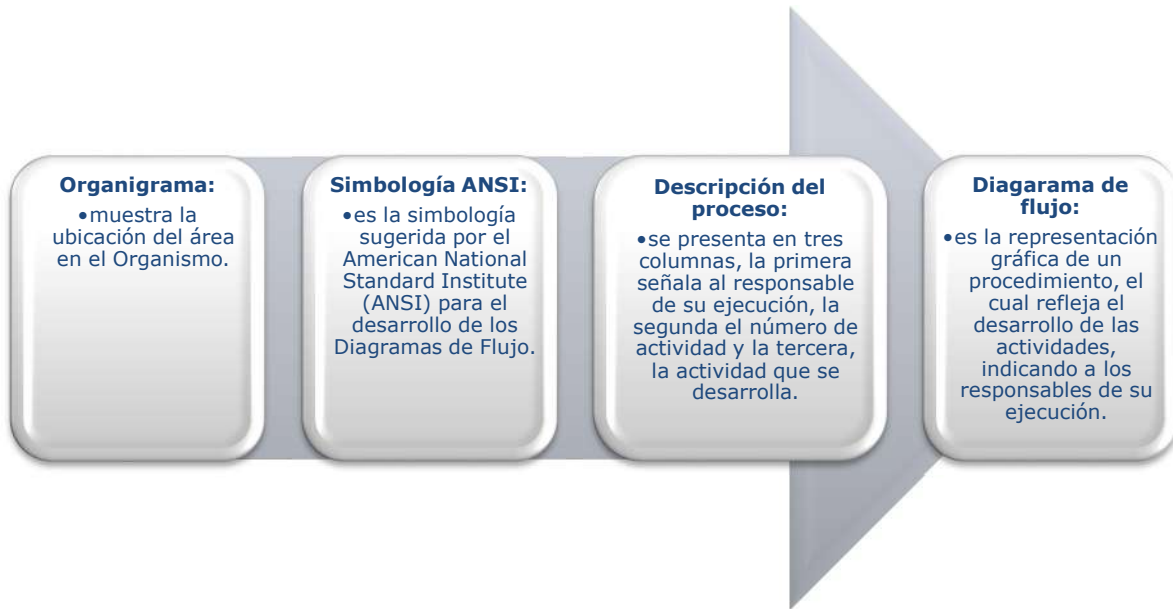 Organigrama:
•muestra la
ubicación del área
en el Organismo.
Simbología ANSI:
•es la simbología
sugerida por el
American National
Standard Institute
(ANSI) para el
desarrollo de los
Diagramas de Flujo.
Descripción del
proceso:
•se presenta en tres
columnas, la primera
señala al responsable
de su ejecución, la
segunda el número de
actividad y la tercera,
la actividad que se
desarrolla.
Diagarama de
flujo:
•es la representación
gráfica de un
procedimiento, el
cual refleja el
desarrollo de las
actividades,
indicando a los
responsables de su
ejecución.